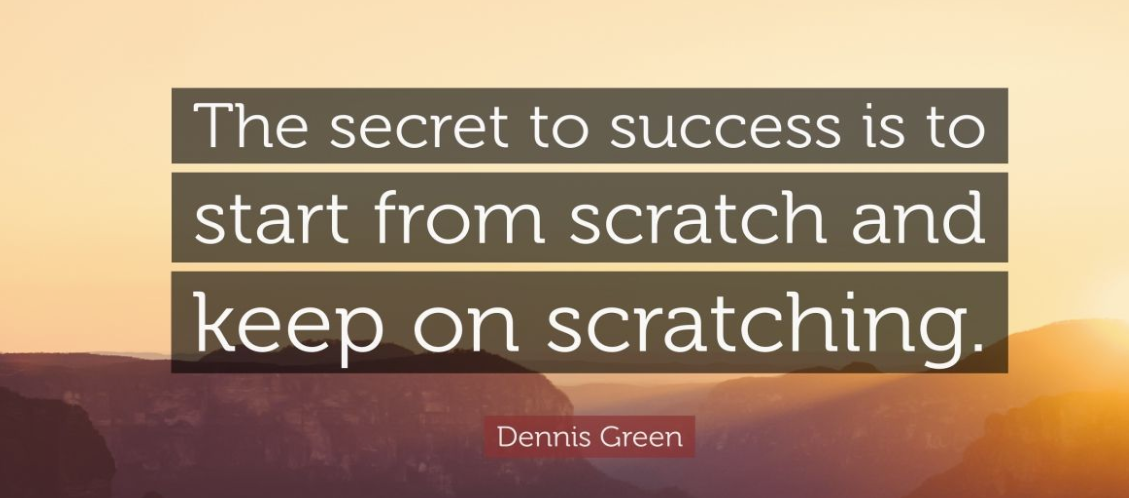 The secret to success is to
start from scratch and
keep on scratching.
Dennis Green